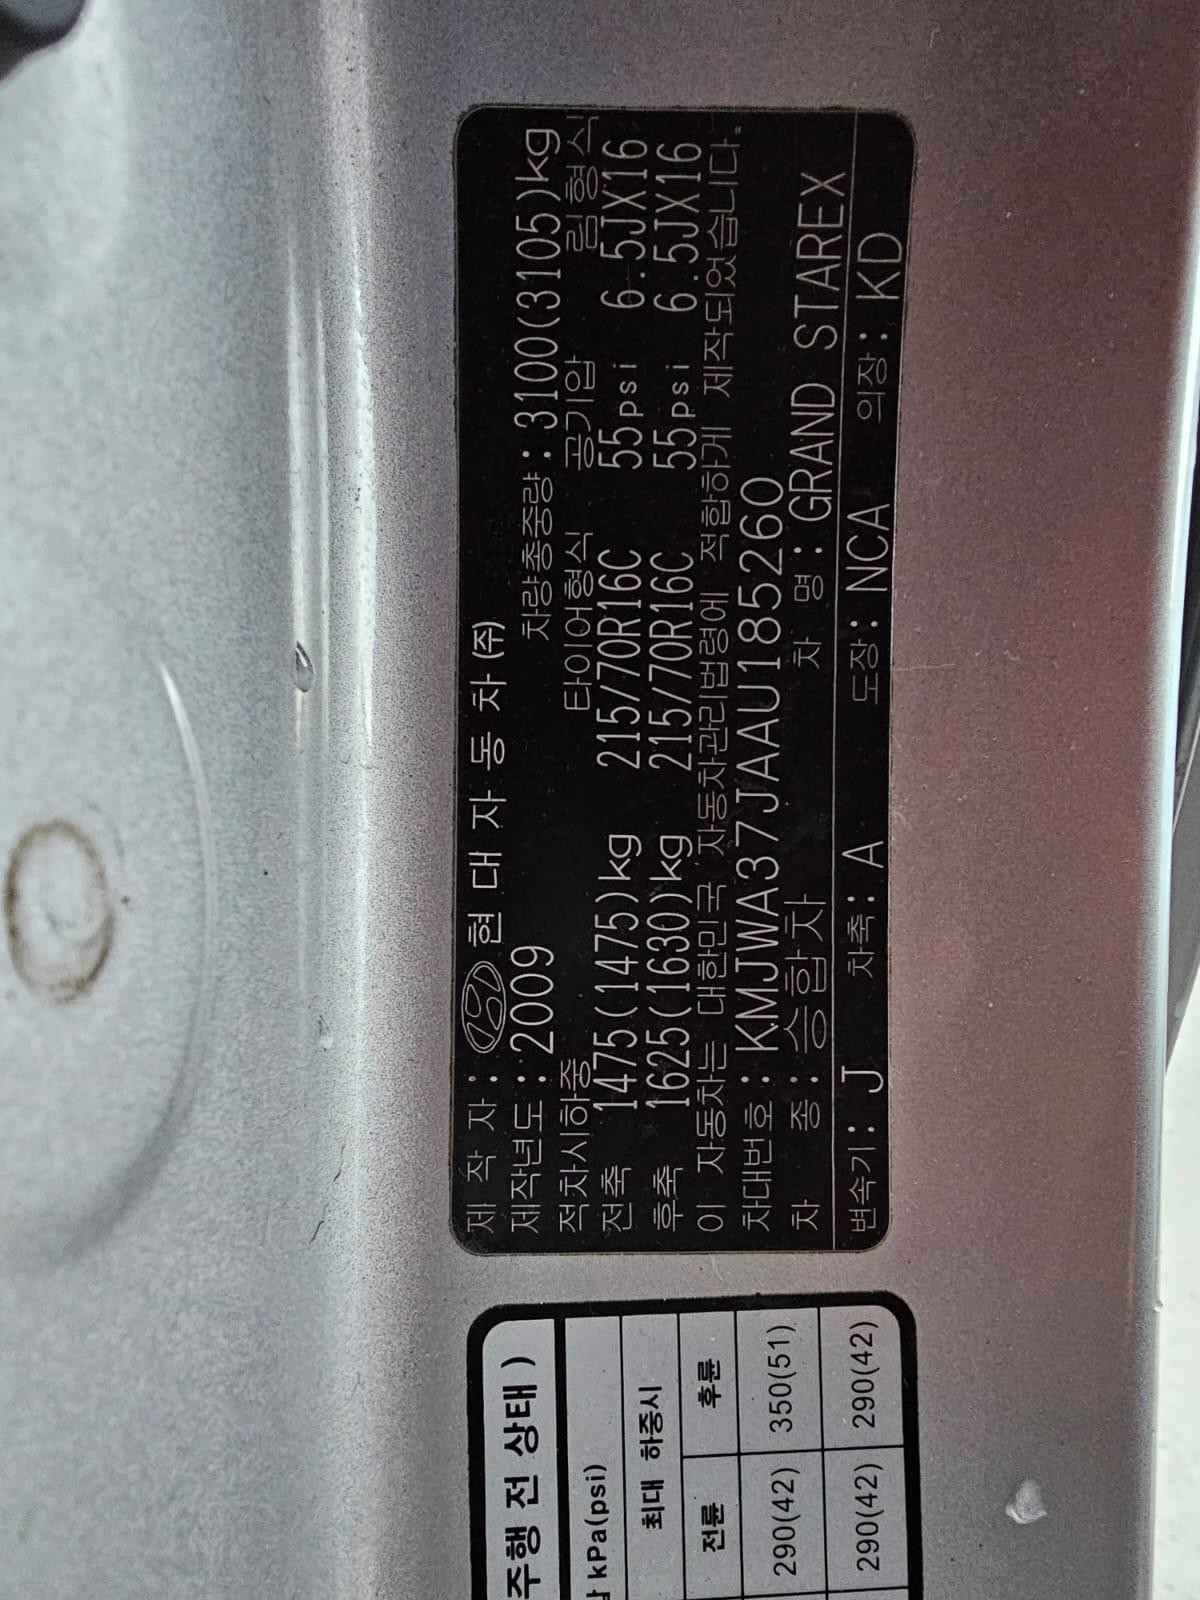 제 작 자 : 현 대 자 동 차 (주)
제작년도 : 2009 차량총중량 : 3100(3105)kg
적차시하중 타이어형식 공기압 림형식
전축 1475(1475)kg 215/70R16C 55psi 6.5JX16
후축 1625(1630)kg 215/70R16C 55psi 6.5JX16
이 자동차는 대한민국 자동차관리법령에 적합하게 제작되었습니다.
차대번호 : KMJWA37JAAU185260
차 종 : 승합차 차 명 : GRAND STAREX
변속기 : J 차축 : A 도장 : NCA 의장 : KD
주행 전 상태 )
kPa(psi)
최대 하중시
전륜 후륜
290(42) 350(51)
290(42) 290(42)